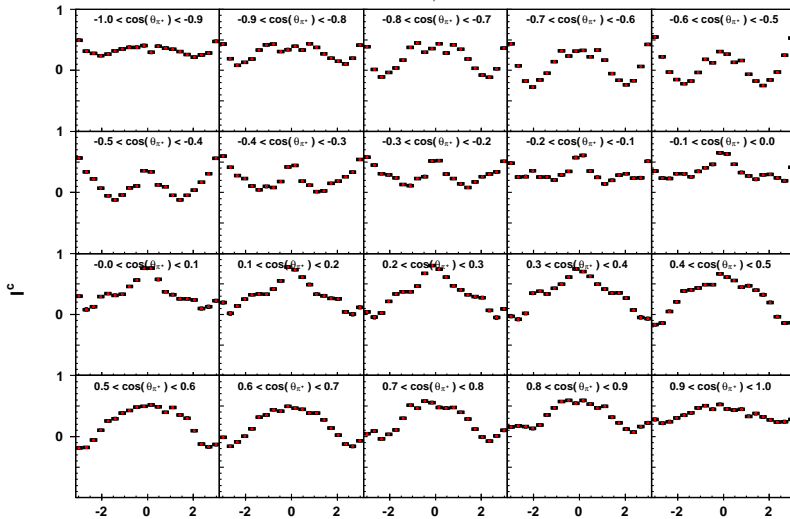 1 -1.0 < cos(θπ+) < -0.9 -0.9 < cos(θπ+) < -0.8 -0.8 < cos(θπ+) < -0.7 -0.7 < cos(θπ+) < -0.6 -0.6 < cos(θπ+) < -0.5
0
1 -0.5 < cos(θπ+) < -0.4 -0.4 < cos(θπ+) < -0.3 -0.3 < cos(θπ+) < -0.2 -0.2 < cos(θπ+) < -0.1 -0.1 < cos(θπ+) < 0.0
0
1 -0.0 < cos(θπ+) < 0.1 0.1 < cos(θπ+) < 0.2 0.2 < cos(θπ+) < 0.3 0.3 < cos(θπ+) < 0.4 0.4 < cos(θπ+) < 0.5
I^c
0
1 0.5 < cos(θπ+) < 0.6 0.6 < cos(θπ+) < 0.7 0.7 < cos(θπ+) < 0.8 0.8 < cos(θπ+) < 0.9 0.9 < cos(θπ+) < 1.0
0
-2 0 2 -2 0 2 -2 0 2 -2 0 2 -2 0 2